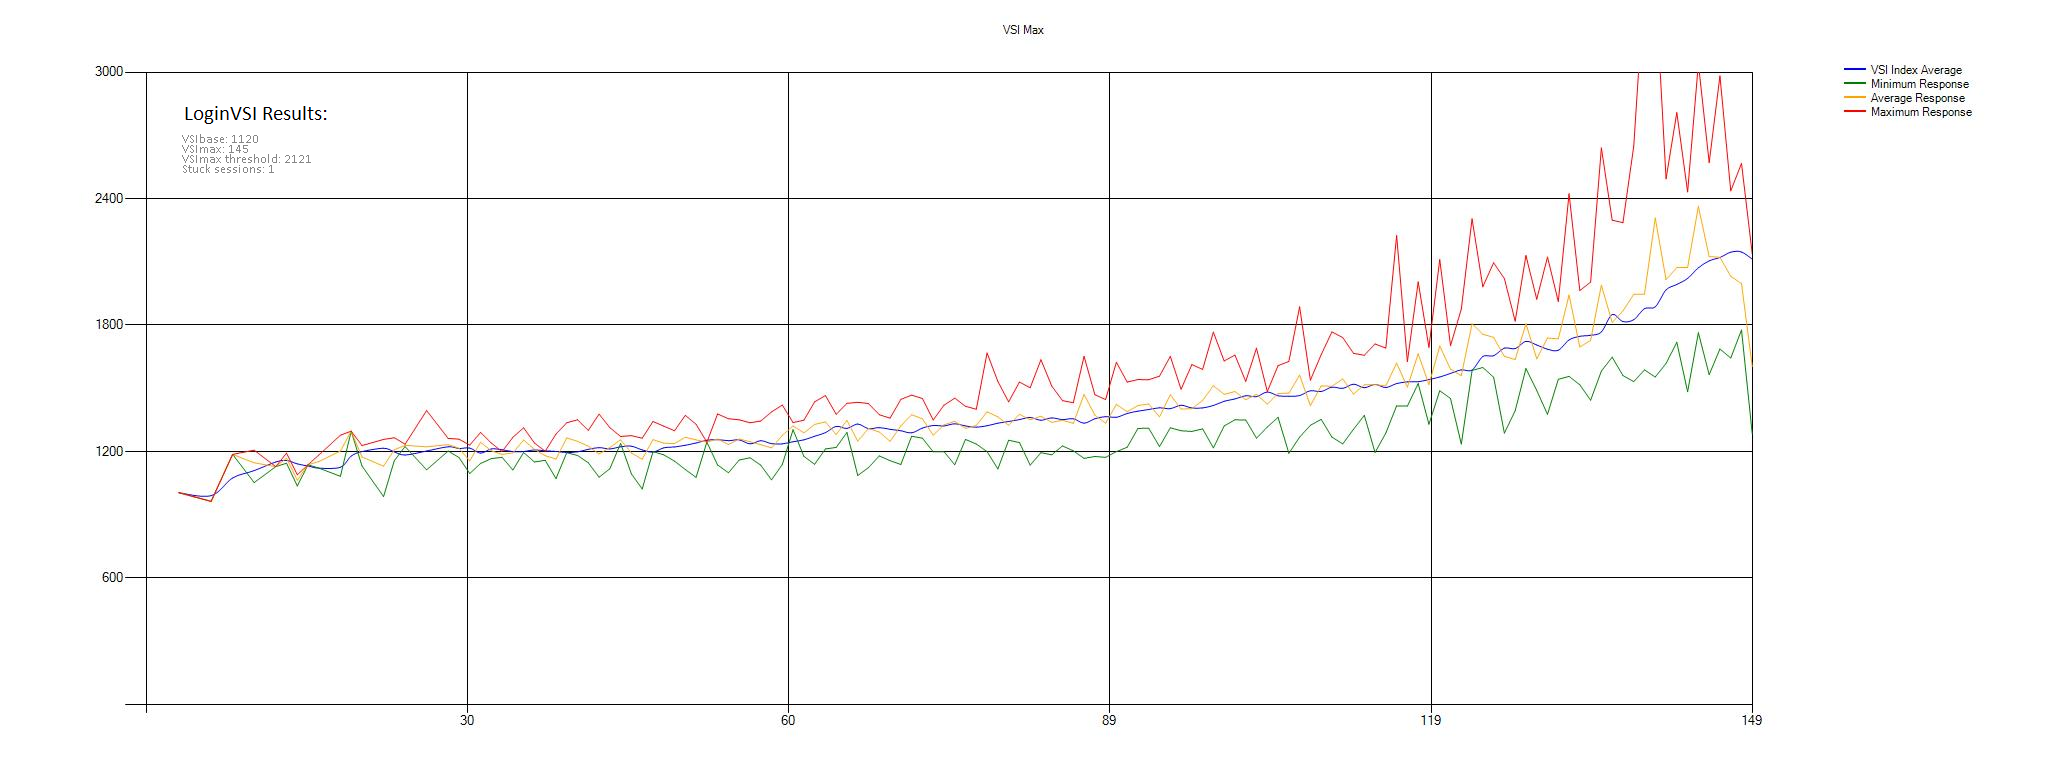 VSI Max
3000
2400
1800
1200
600
LoginVSI Results:
VSIbase: 1120
VSImax: 145
VSImax threshold: 2121
Stuck sessions: 1
30
60
89
119
149
VSI Index Average
Minimum Response
Average Response
Maximum Response